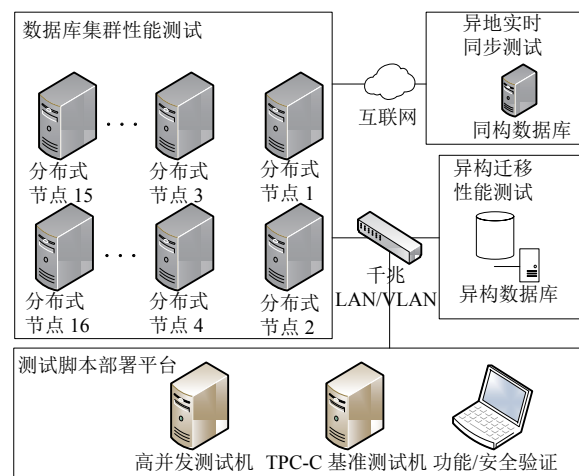 数据库集群性能测试
异地实时
同步测试
互联网
同构数据库
分布式
节点 15
分布式
节点 3
分布式
节点 1
异构迁移
性能测试
分布式
节点 16
分布式
节点 4
分布式
节点 2
千兆
LAN/VLAN
异构数据库
测试脚本部署平台
高并发测试机
TPC-C 基准测试机
功能/安全验证